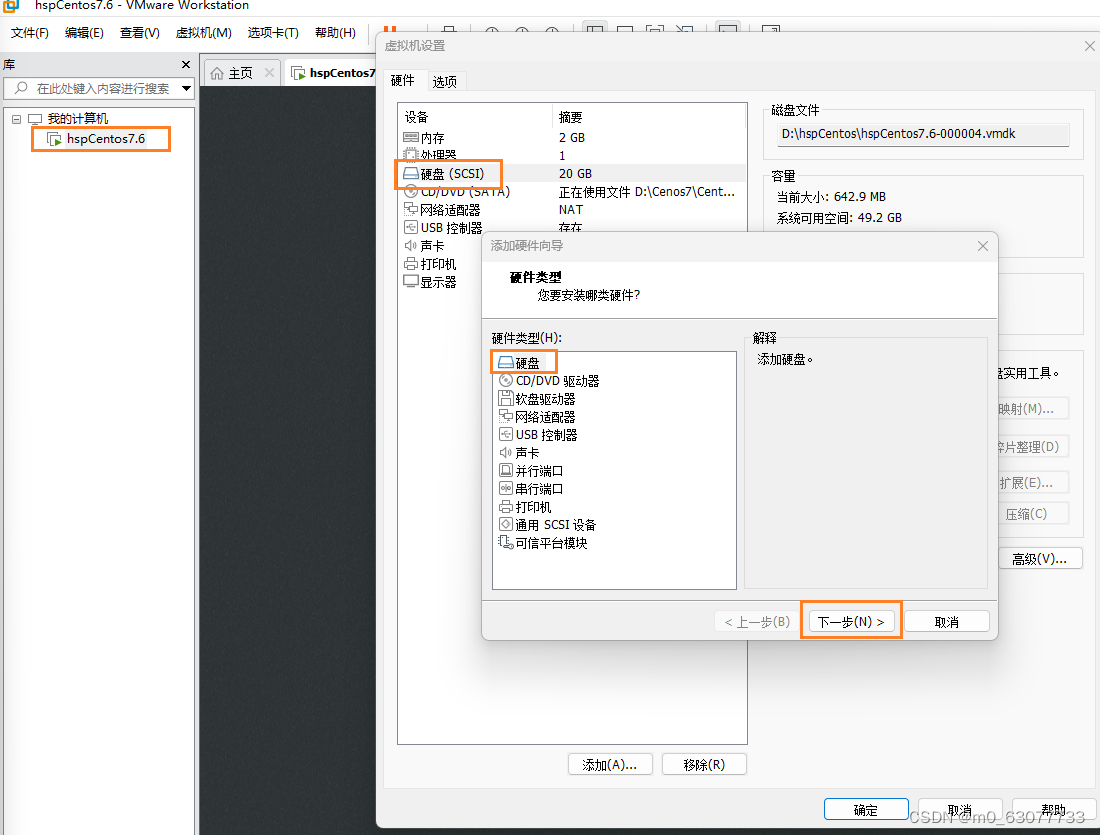 hspCentos7.6 - VMware Workstation
文件(F) 编辑(E) 查看(V) 虚拟机(M) 选项卡(T) 帮助(H)
库
在此处键入内容进行搜索
我的计算机
hspCentos7.6
主页
hspCentos7
虚拟机设置
硬件 选项
设备 摘要
内存 2 GB
处理器 1
硬盘 (SCSI) 20 GB
CD/DVD (SATA) 正在使用文件 D:\Cenos7\Cent...
网络适配器 NAT
USB 控制器 存在
声卡
打印机
显示器
磁盘文件
D:\hspCentos\hspCentos7.6-000004.vmdk
容量
当前大小: 642.9 MB
系统可用空间: 49.2 GB
盘实用工具。
映射(M)...
碎片整理(D)
扩展(E)...
压缩(C)
高级(V)...
添加硬件向导
硬件类型
您要安装哪类硬件?
硬件类型(H):
硬盘
CD/DVD 驱动器
软盘驱动器
网络适配器
USB 控制器
声卡
并行端口
串行端口
打印机
通用 SCSI 设备
可信平台模块
解释
添加硬盘。
< 上一步(B) 下一步(N) > 取消
添加(A)... 移除(R)
确定 取消 帮助
CSDN @m0_63077733